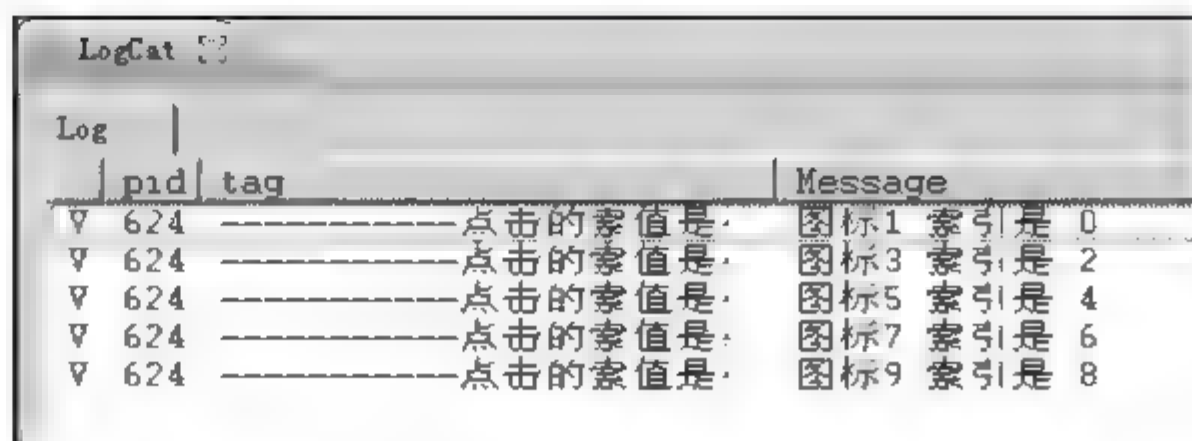 LogCat
Log
pid tag Message
V 624 -----------点击的索值是· 图标1 索引是 0
V 624 -----------点击的索值是· 图标3 索引是 2
V 624 -----------点击的索值是· 图标5 索引是 4
V 624 -----------点击的索值是· 图标7 索引是 6
V 624 -----------点击的索值是· 图标9 索引是 8